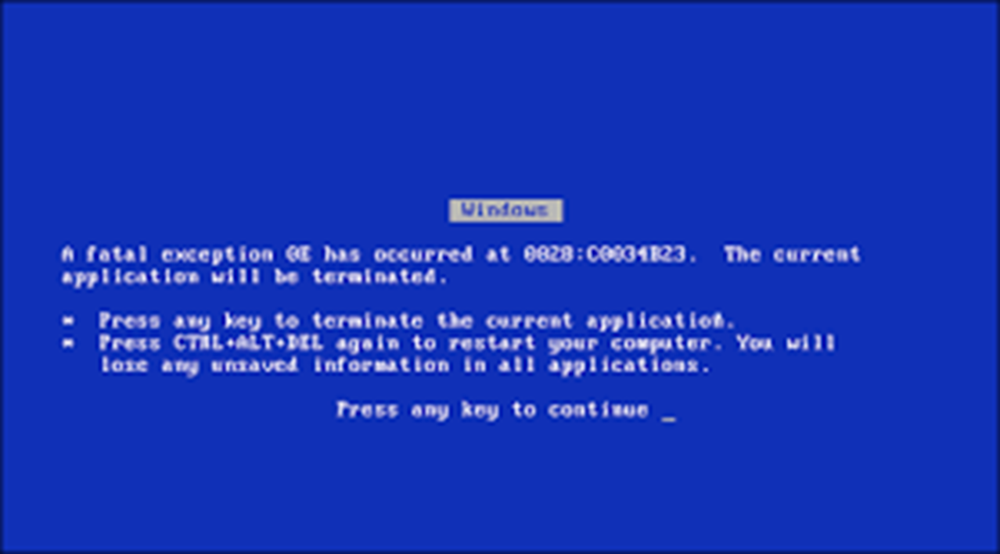 Windows
A fatal exception 0E has occurred at 0028:C0034B23. The current
application will be terminated.
* Press any key to terminate the current application.
* Press CTRL+ALT+DEL again to restart your computer. You will
lose any unsaved information in all applications.
Press any key to continue _